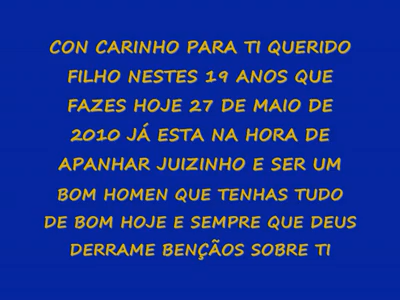 CON CARINHO PARA TI QUERIDO
FILHO NESTES 19 ANOS QUE
FAZES HOJE 27 DE MAIO DE
2010 JÁ ESTA NA HORA DE
APANHAR JUIZINHO E SER UM
BOM HOMEN QUE TENHAS TUDO
DE BOM HOJE E SEMPRE QUE DEUS
DERRAME BENÇÃOS SOBRE TI